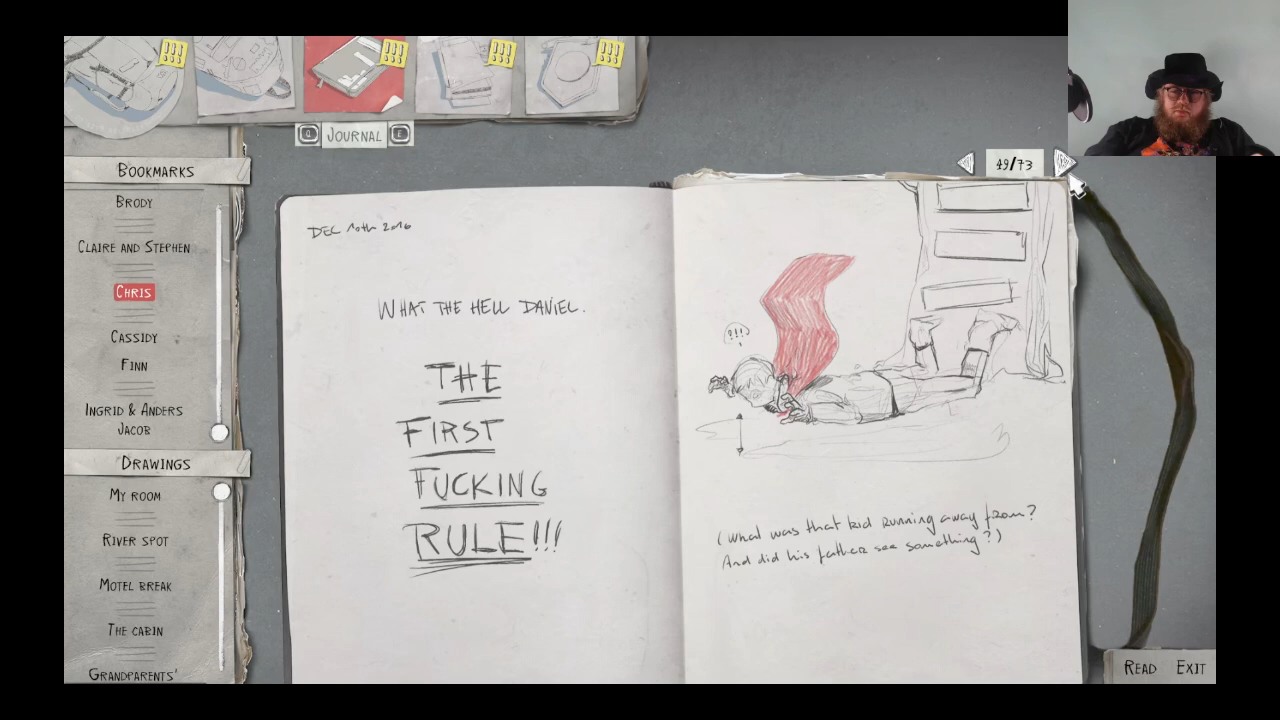 Q JOURNAL E
BOOKMARKS
BRODY
CLAIRE AND STEPHEN
CHRIS
CASSIDY
FINN
INGRID & ANDERS
JACOB
DRAWINGS
MY ROOM
RIVER SPOT
MOTEL BREAK
THE CABIN
GRANDPARENTS'
49/73
DEC 10th 2016
WHAT THE HELL DANIEL.
THE
FIRST
FUCKING
RULE!!!
?!!
(What was that kid running away from?
And did his father see something?)
READ EXIT